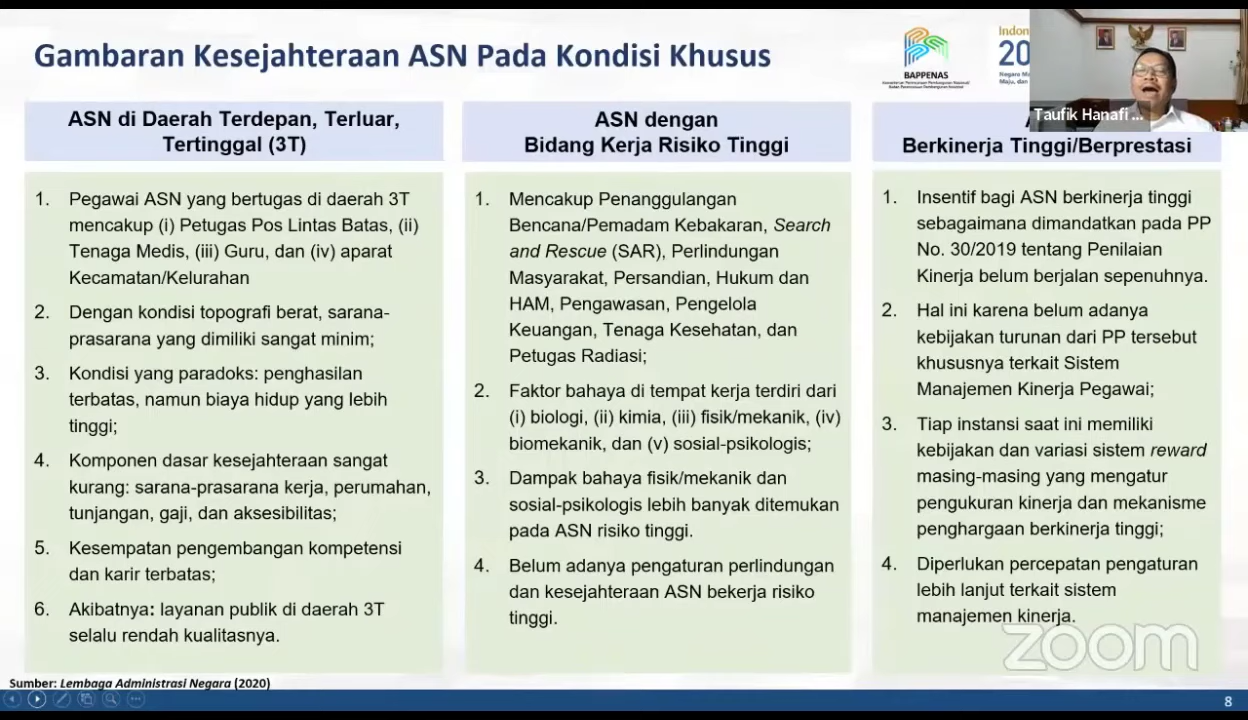 Gambaran Kesejahteraan ASN Pada Kondisi Khusus
BAPPENAS
Indon
20
Taufik Hanafi ...
ASN di Daerah Terdepan, Terluar,
Tertinggal (3T)
1. Pegawai ASN yang bertugas di daerah 3T
mencakup (i) Petugas Pos Lintas Batas, (ii)
Tenaga Medis, (iii) Guru, dan (iv) aparat
Kecamatan/Kelurahan
2. Dengan kondisi topografi berat, sarana-
prasarana yang dimiliki sangat minim;
3. Kondisi yang paradoks: penghasilan
terbatas, namun biaya hidup yang lebih
tinggi;
4. Komponen dasar kesejahteraan sangat
kurang: sarana-prasarana kerja, perumahan,
tunjangan, gaji, dan aksesibilitas;
5. Kesempatan pengembangan kompetensi
dan karir terbatas;
6. Akibatnya: layanan publik di daerah 3T
selalu rendah kualitasnya.
ASN dengan
Bidang Kerja Risiko Tinggi
1. Mencakup Penanggulangan
Bencana/Pemadam Kebakaran, Search
and Rescue (SAR), Perlindungan
Masyarakat, Persandian, Hukum dan
HAM, Pengawasan, Pengelola
Keuangan, Tenaga Kesehatan, dan
Petugas Radiasi;
2. Faktor bahaya di tempat kerja terdiri dari
(i) biologi, (ii) kimia, (iii) fisik/mekanik, (iv)
biomekanik, dan (v) sosial-psikologis;
3. Dampak bahaya fisik/mekanik dan
sosial-psikologis lebih banyak ditemukan
pada ASN risiko tinggi.
4. Belum adanya pengaturan perlindungan
dan kesejahteraan ASN bekerja risiko
tinggi.
Berkinerja Tinggi/Berprestasi
1. Insentif bagi ASN berkinerja tinggi
sebagaimana dimandatkan pada PP
No. 30/2019 tentang Penilaian
Kinerja belum berjalan sepenuhnya.
2. Hal ini karena belum adanya
kebijakan turunan dari PP tersebut
khususnya terkait Sistem
Manajemen Kinerja Pegawai;
3. Tiap instansi saat ini memiliki
kebijakan dan variasi sistem reward
masing-masing yang mengatur
pengukuran kinerja dan mekanisme
penghargaan berkinerja tinggi;
4. Diperlukan percepatan pengaturan
lebih lanjut terkait sistem
manajemen kinerja.
zoom
Sumber: Lembaga Administrasi Negara (2020)
8